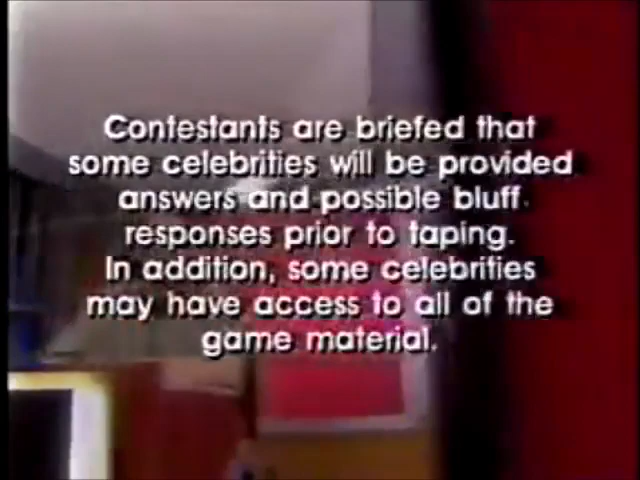 Contestants are briefed that
some celebrities will be provided
answers and possible bluff
responses prior to taping.
In addition, some celebrities
may have access to all of the
game material.